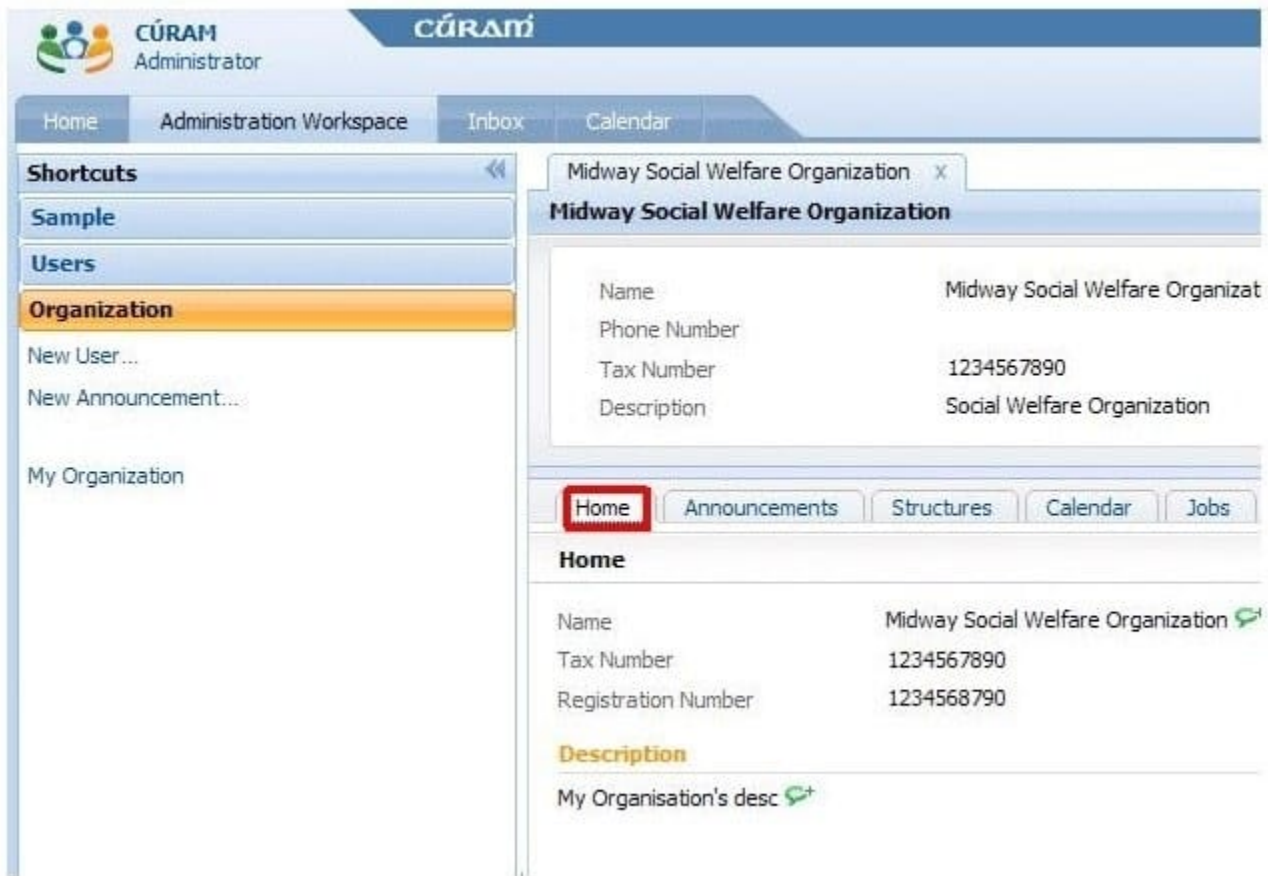 CÚRAM
Administrator
CÚRAM
Home Administration Workspace Inbox Calendar
Shortcuts
Sample
Users
Organization
New User...
New Announcement...
My Organization
Midway Social Welfare Organization x
Midway Social Welfare Organization
Name Midway Social Welfare Organizat
Phone Number
Tax Number 1234567890
Description Social Welfare Organization
Home Announcements Structures Calendar Jobs
Home
Name Midway Social Welfare Organization
Tax Number 1234567890
Registration Number 1234568790
Description
My Organisation's desc